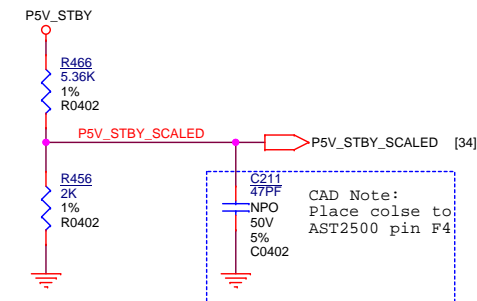 P5V_STBY
R466
5.36K
1%
R0402
P5V_STBY_SCALED
P5V_STBY_SCALED [34]
R456
2K
1%
R0402
C211
47PF
NPO
50V
5%
C0402
CAD Note:
Place colse to
AST2500 pin F4